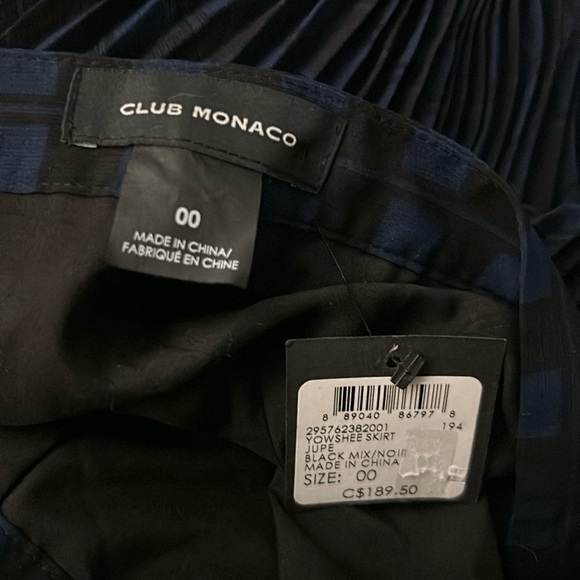 CLUB MONACO
00
MADE IN CHINA/
FABRIQUÉ EN CHINE
8 89040 86797 8
295762382001 194
YOWSHEE SKIRT
JUPE
BLACK MIX/NOIR
MADE IN CHINA
SIZE: 00
C$189.50